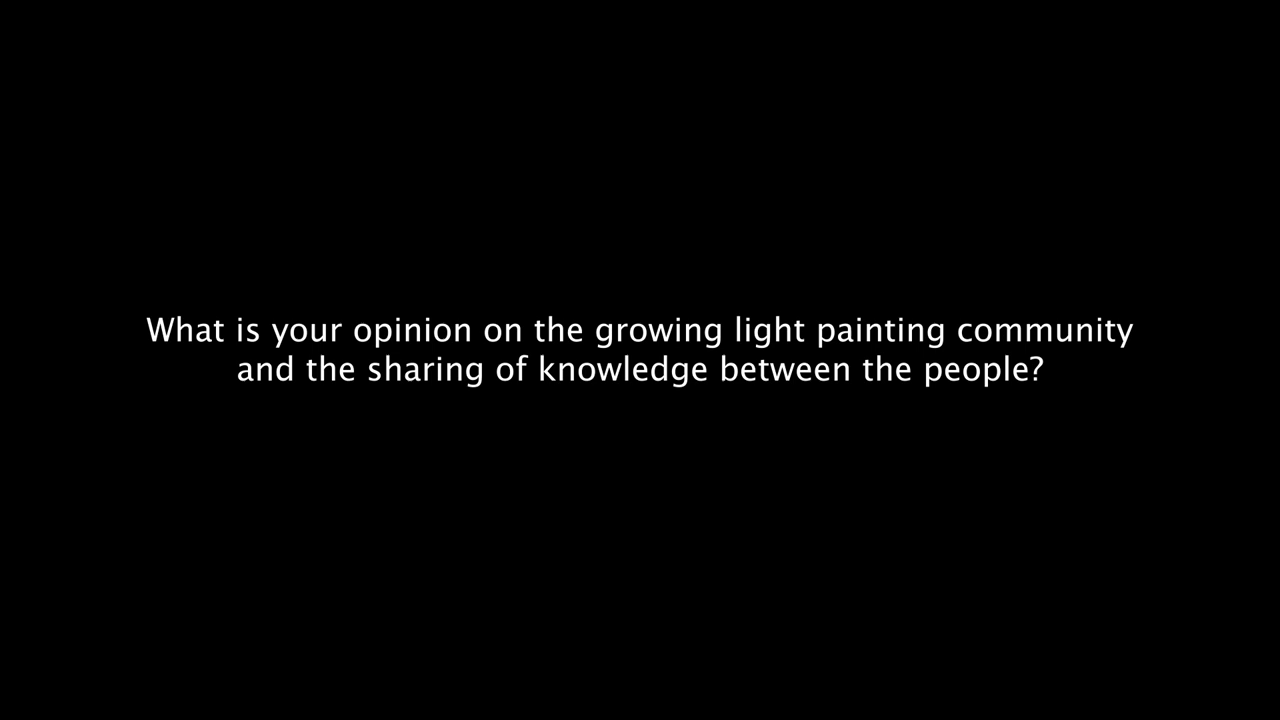 What is your opinion on the growing light painting community
and the sharing of knowledge between the people?